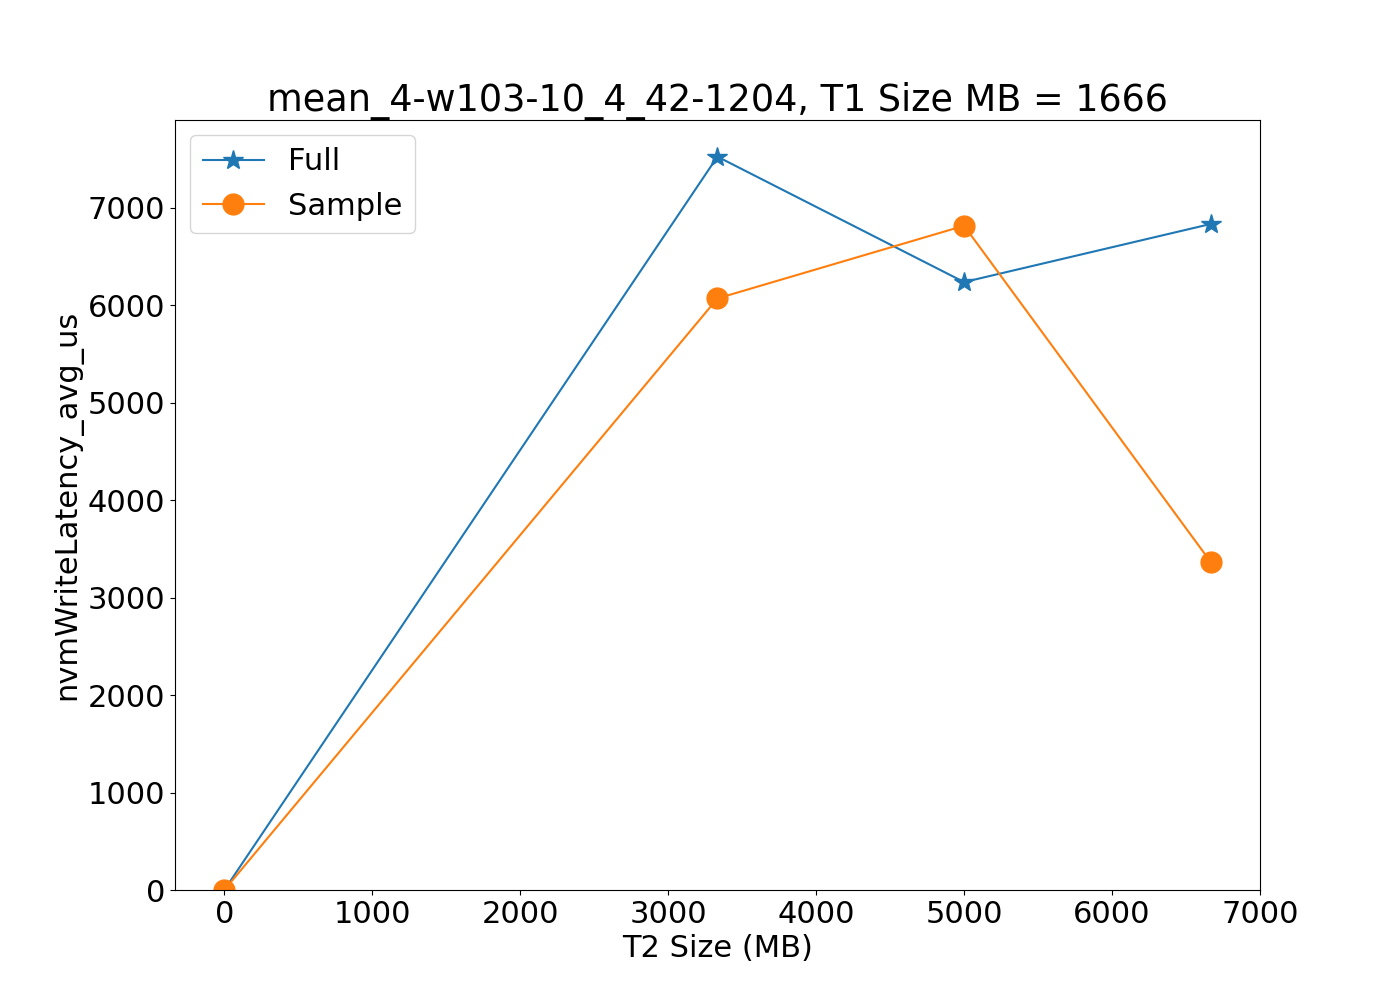 mean_4-w103-10_4_42-1204, T1 Size MB = 1666
Full
Sample
nvmWriteLatency_avg_us
7000
6000
5000
4000
3000
2000
1000
0
0 1000 2000 3000 4000 5000 6000 7000
T2 Size (MB)